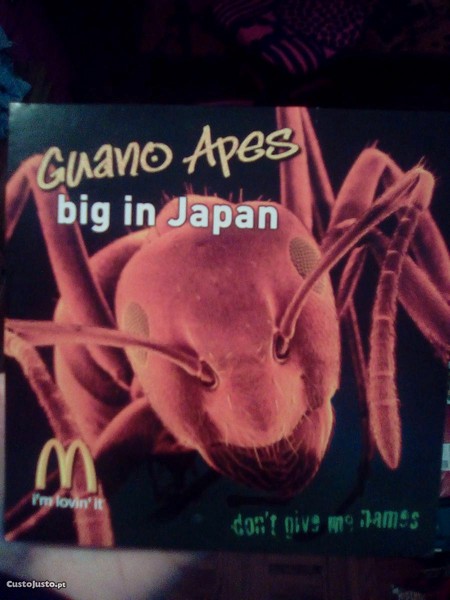 Guano Apes
big in Japan
i'm lovin' it
don't give me names
CustoJusto.pt